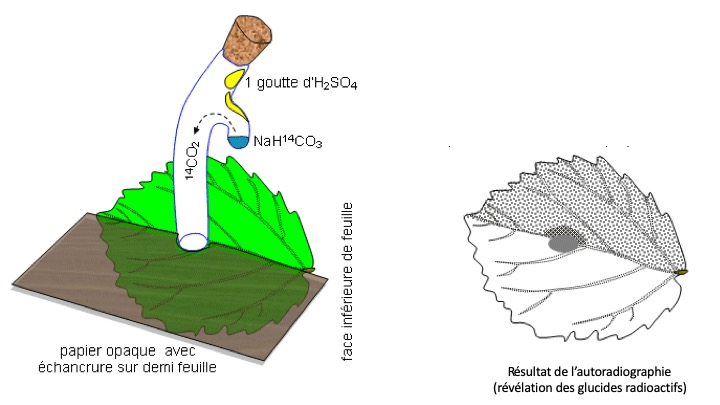 1 goutte d'H₂SO₄
NaH¹⁴CO₃
¹⁴CO₂
face inférieure de feuille
papier opaque avec
échancrure sur demi feuille
Résultat de l'autoradiographie
(révélation des glucides radioactifs)